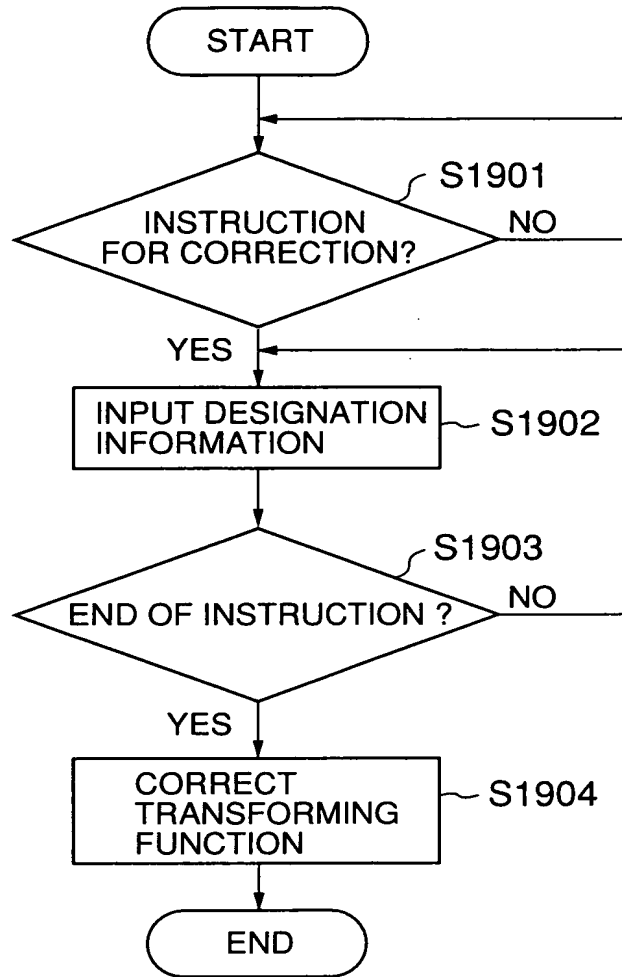 START
S1901
INSTRUCTION
FOR CORRECTION?
NO
YES
INPUT DESIGNATION
INFORMATION
S1902
S1903
END OF INSTRUCTION ?
NO
YES
CORRECT
TRANSFORMING
FUNCTION
S1904
END